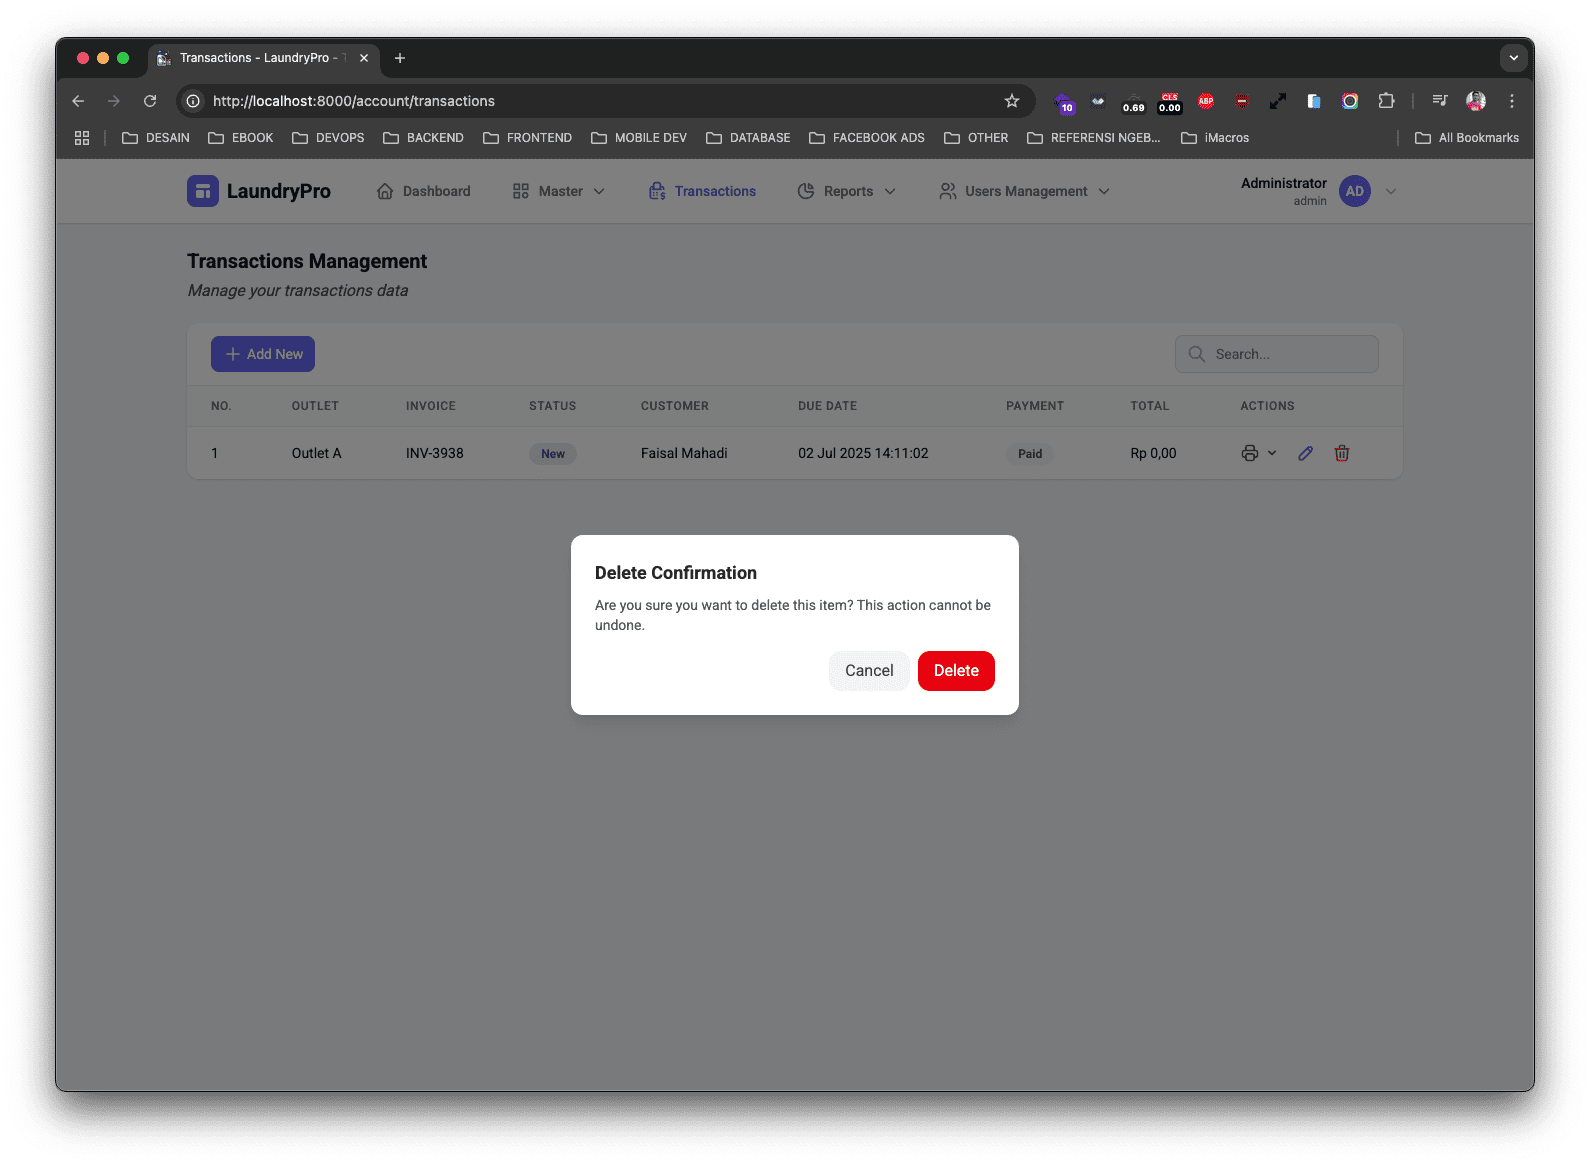 Transactions - LaundryPro -
http://localhost:8000/account/transactions
10
0.69
CLS
0.00
ABP
DESAIN
EBOOK
DEVOPS
BACKEND
FRONTEND
MOBILE DEV
DATABASE
FACEBOOK ADS
OTHER
REFERENSI NGEB...
iMacros
All Bookmarks
LaundryPro
Dashboard
Master
Transactions
Reports
Users Management
Administrator
admin
AD
Transactions Management
Manage your transactions data
Add New
Search...
NO. OUTLET INVOICE STATUS CUSTOMER DUE DATE PAYMENT TOTAL ACTIONS
1 Outlet A INV-3938 New Faisal Mahadi 02 Jul 2025 14:11:02 Paid Rp 0,00
Delete Confirmation
Are you sure you want to delete this item? This action cannot be
undone.
Cancel
Delete